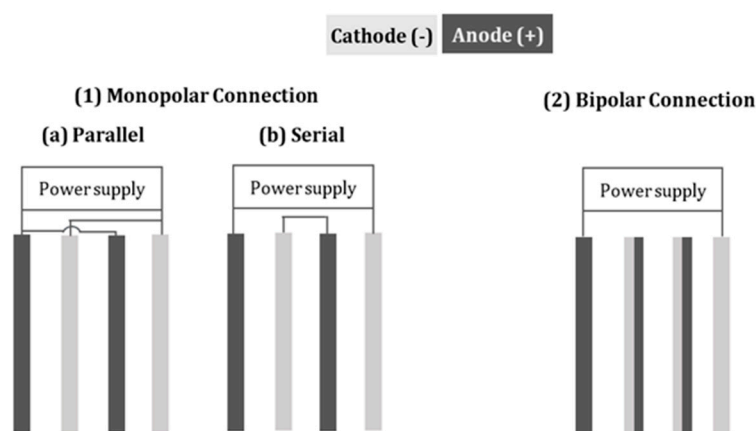 Cathode (-) Anode (+)
(1) Monopolar Connection
(2) Bipolar Connection
(a) Parallel
(b) Serial
Power supply
Power supply
Power supply